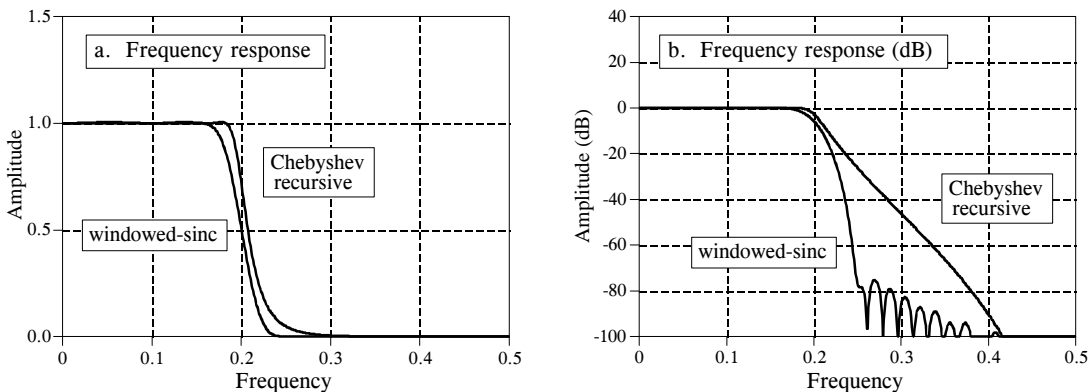 a. Frequency response
Amplitude
1.5
1.0
0.5
0.0
Chebyshev
recursive
windowed-sinc
0 0.1 0.2 0.3 0.4 0.5
Frequency
b. Frequency response (dB)
Amplitude (dB)
40
20
0
-20
-40
-60
-80
-100
Chebyshev
recursive
windowed-sinc
0 0.1 0.2 0.3 0.4 0.5
Frequency